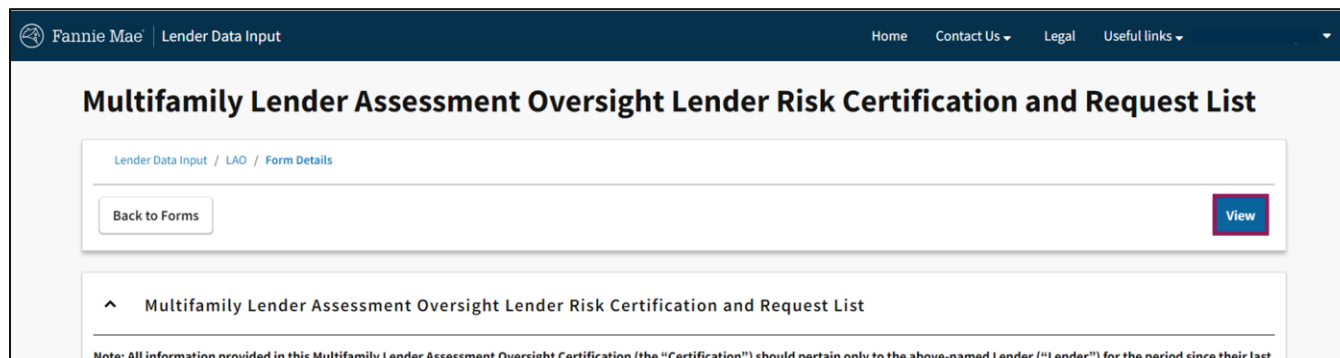 Fannie Mae | Lender Data Input Home Contact Us Legal Useful links
Multifamily Lender Assessment Oversight Lender Risk Certification and Request List
Lender Data Input / LAO / Form Details
Back to Forms View
Multifamily Lender Assessment Oversight Lender Risk Certification and Request List
Note: All information provided in this Multifamily Lender Assessment Oversight Certification (the “Certification”) should pertain only to the above-named Lender (“Lender”) for the period since their last